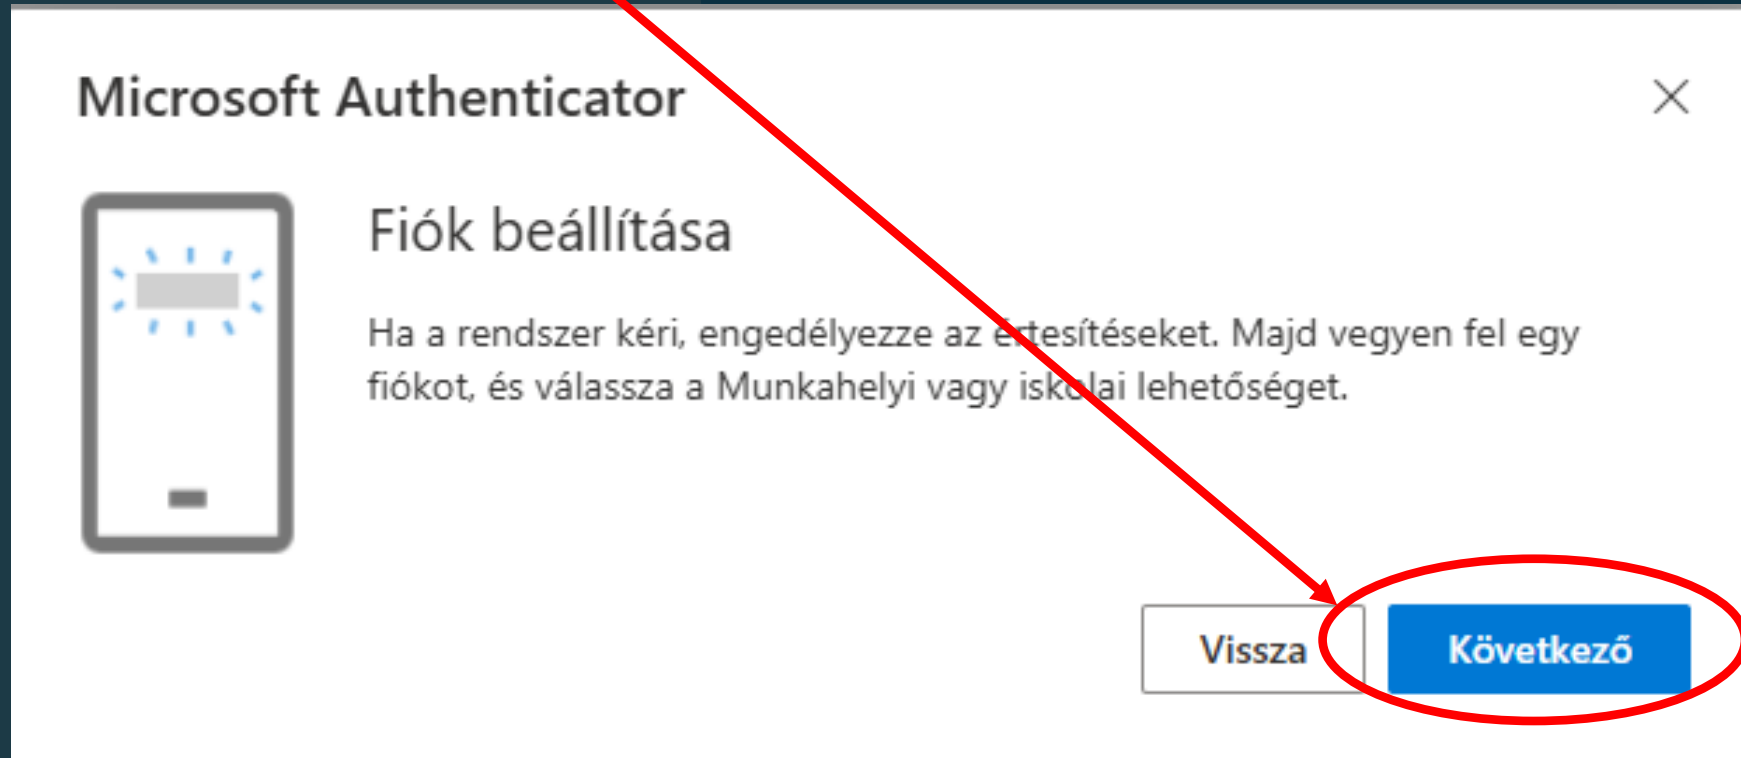 Microsoft Authenticator
Fiók beállítása
Ha a rendszer kéri, engedélyezze az értesítéseket. Majd vegyen fel egy
fiókot, és válassza a Munkahelyi vagy iskolai lehetőséget.
Vissza
Következő